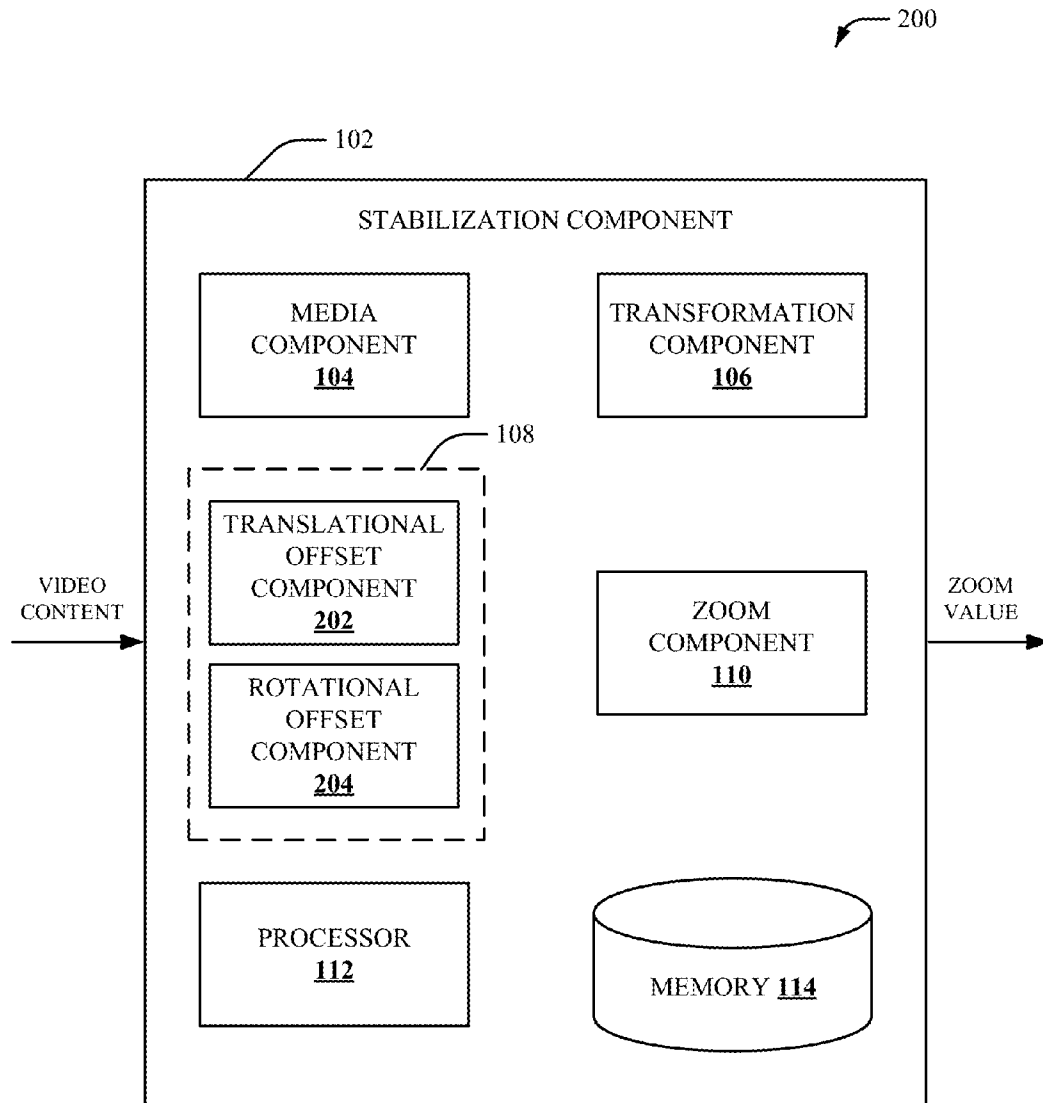 200
102
STABILIZATION COMPONENT
MEDIA
COMPONENT
104
TRANSFORMATION
COMPONENT
106
108
TRANSLATIONAL
OFFSET
COMPONENT
202
ROTATIONAL
OFFSET
COMPONENT
204
VIDEO
CONTENT
ZOOM
COMPONENT
110
ZOOM
VALUE
PROCESSOR
112
MEMORY 114